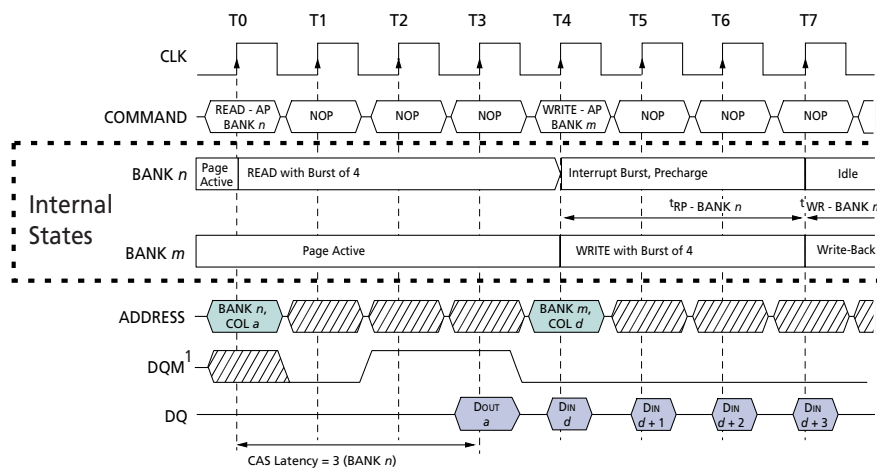 T0 T1 T2 T3 T4 T5 T6 T7
CLK
COMMAND READ - AP BANK n NOP NOP NOP WRITE - AP BANK m NOP NOP NOP
Internal States
BANK n Page Active READ with Burst of 4 Interrupt Burst, Precharge Idle
tRP - BANK n tWR - BANK m
BANK m Page Active WRITE with Burst of 4 Write-Back
ADDRESS BANK n, COL a BANK m, COL d
DQM1
DQ DOUT a DIN d DIN d + 1 DIN d + 2 DIN d + 3
CAS Latency = 3 (BANK n)